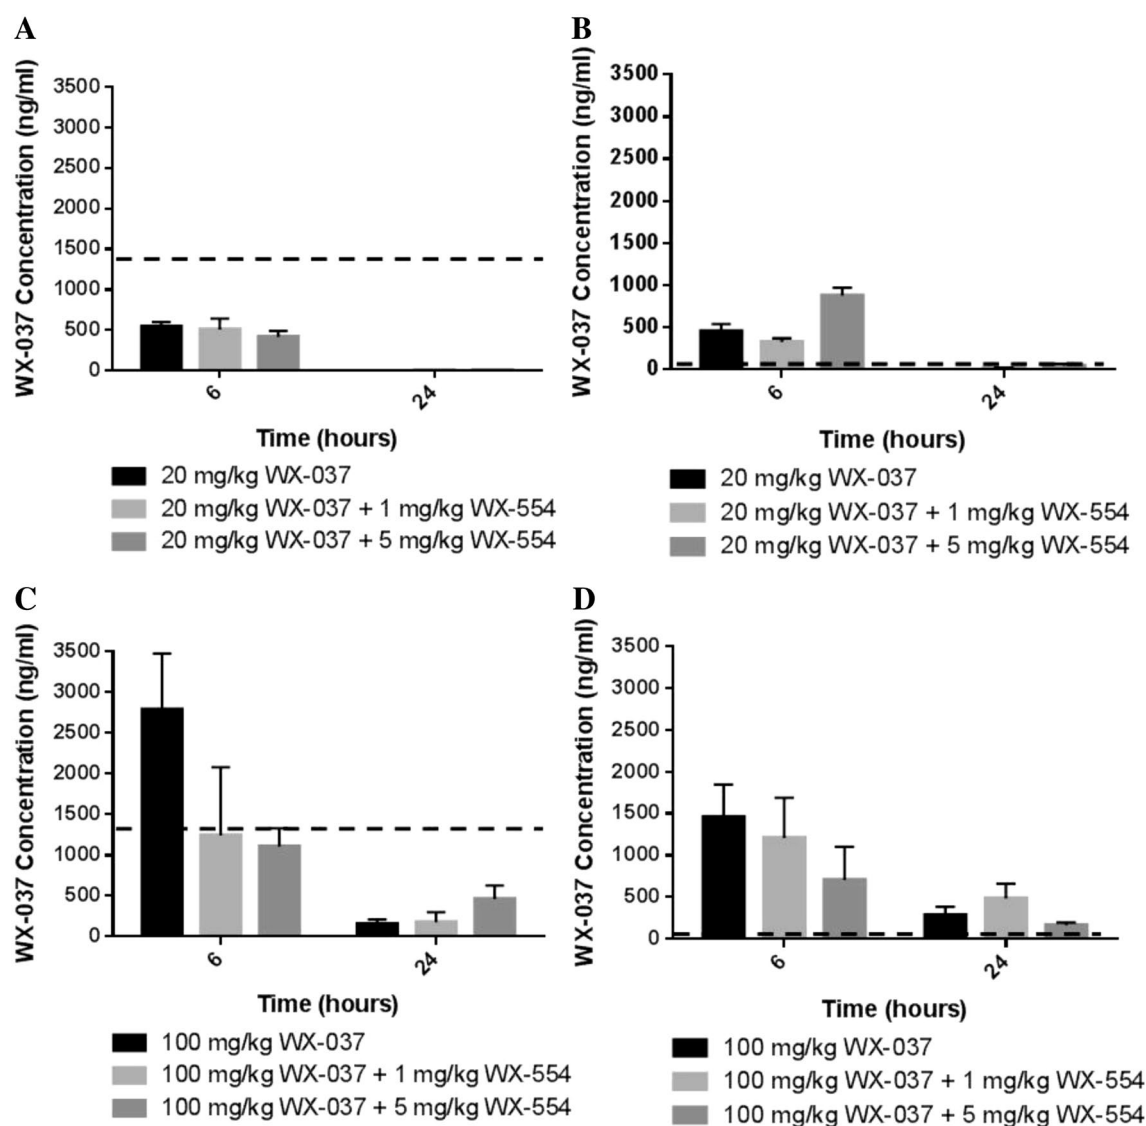 A
WX-037 Concentration (ng/ml)
3500
3000
2500
2000
1500
1000
500
0
6
24
Time (hours)
20 mg/kg WX-037
20 mg/kg WX-037 + 1 mg/kg WX-554
20 mg/kg WX-037 + 5 mg/kg WX-554
B
WX-037 Concentration (ng/ml)
3500
3000
2500
2000
1500
1000
500
0
6
24
Time (hours)
20 mg/kg WX-037
20 mg/kg WX-037 + 1 mg/kg WX-554
20 mg/kg WX-037 + 5 mg/kg WX-554
C
WX-037 Concentration (ng/ml)
3500
3000
2500
2000
1500
1000
500
0
6
24
Time (hours)
100 mg/kg WX-037
100 mg/kg WX-037 + 1 mg/kg WX-554
100 mg/kg WX-037 + 5 mg/kg WX-554
D
WX-037 Concentration (ng/ml)
3500
3000
2500
2000
1500
1000
500
0
6
24
Time (hours)
100 mg/kg WX-037
100 mg/kg WX-037 + 1 mg/kg WX-554
100 mg/kg WX-037 + 5 mg/kg WX-554